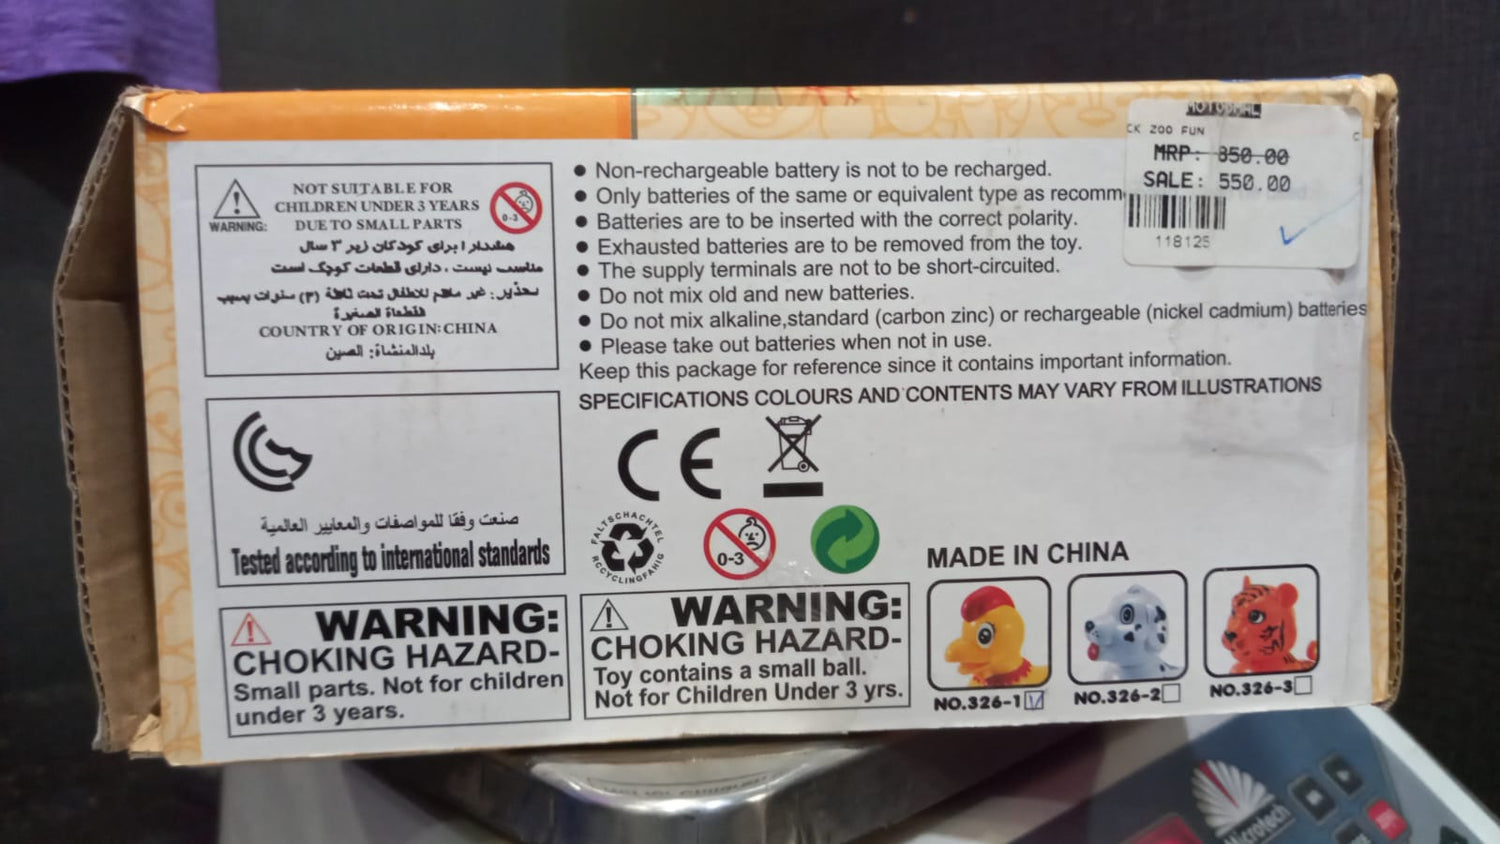 CK ZOO FUN
MRP: 850.00
SALE: 550.00
118125
WARNING:
NOT SUITABLE FOR
CHILDREN UNDER 3 YEARS
DUE TO SMALL PARTS
0-3
هشدار ! برای کودکان زیر ٣ سال
مناسب نیست ، دارای قطعات کوچک است
تحذير: غير ملائم للاطفال تحت ثلاثة (٣) سنوات بسبب
القطعاة الصغيرة
COUNTRY OF ORIGIN: CHINA
بلدالمنشاة: الصين
صنعت وفقا للمواصفات والمعايير العالمية
Tested according to international standards
WARNING:
CHOKING HAZARD-
Small parts. Not for children
under 3 years.
• Non-rechargeable battery is not to be recharged.
• Only batteries of the same or equivalent type as recomm
• Batteries are to be inserted with the correct polarity.
• Exhausted batteries are to be removed from the toy.
• The supply terminals are not to be short-circuited.
• Do not mix old and new batteries.
• Do not mix alkaline,standard (carbon zinc) or rechargeable (nickel cadmium) batteries
• Please take out batteries when not in use.
Keep this package for reference since it contains important information.
SPECIFICATIONS COLOURS AND CONTENTS MAY VARY FROM ILLUSTRATIONS
CE
FALTSCHACHTEL
RCCYCLINGFAHIG
0-3
WARNING:
CHOKING HAZARD-
Toy contains a small ball.
Not for Children Under 3 yrs.
MADE IN CHINA
NO.326-1
NO.326-2
NO.326-3
Microtech